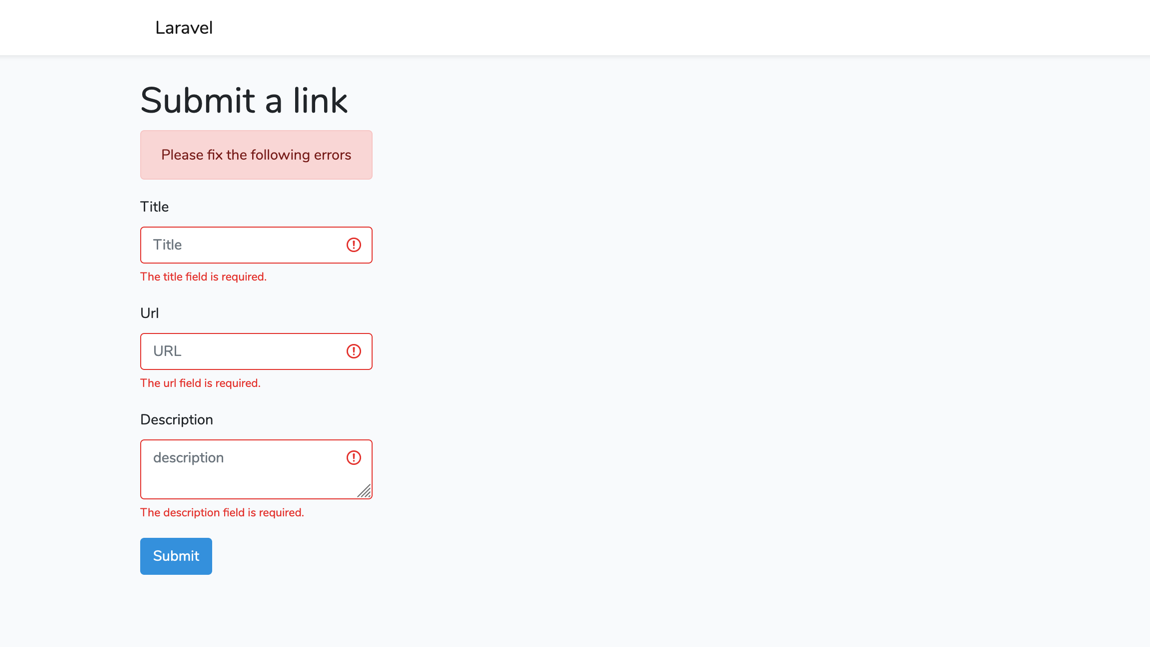 Laravel
Submit a link
Please fix the following errors
Title
Title
The title field is required.
Url
URL
The url field is required.
Description
description
The description field is required.
Submit